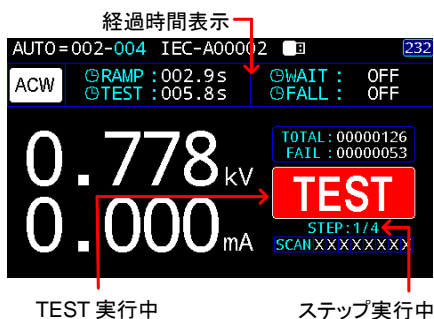 経過時間表示
AUTO=002-004 IEC-A00002 232
ACW RAMP :002.9s WAIT : OFF
TEST :005.8s FALL : OFF
0.778kV
TOTAL:00000126
FAIL :00000053
TEST
0.000mA
STEP:1/4
SCAN XXXXXXXX
TEST 実行中 ステップ実行中